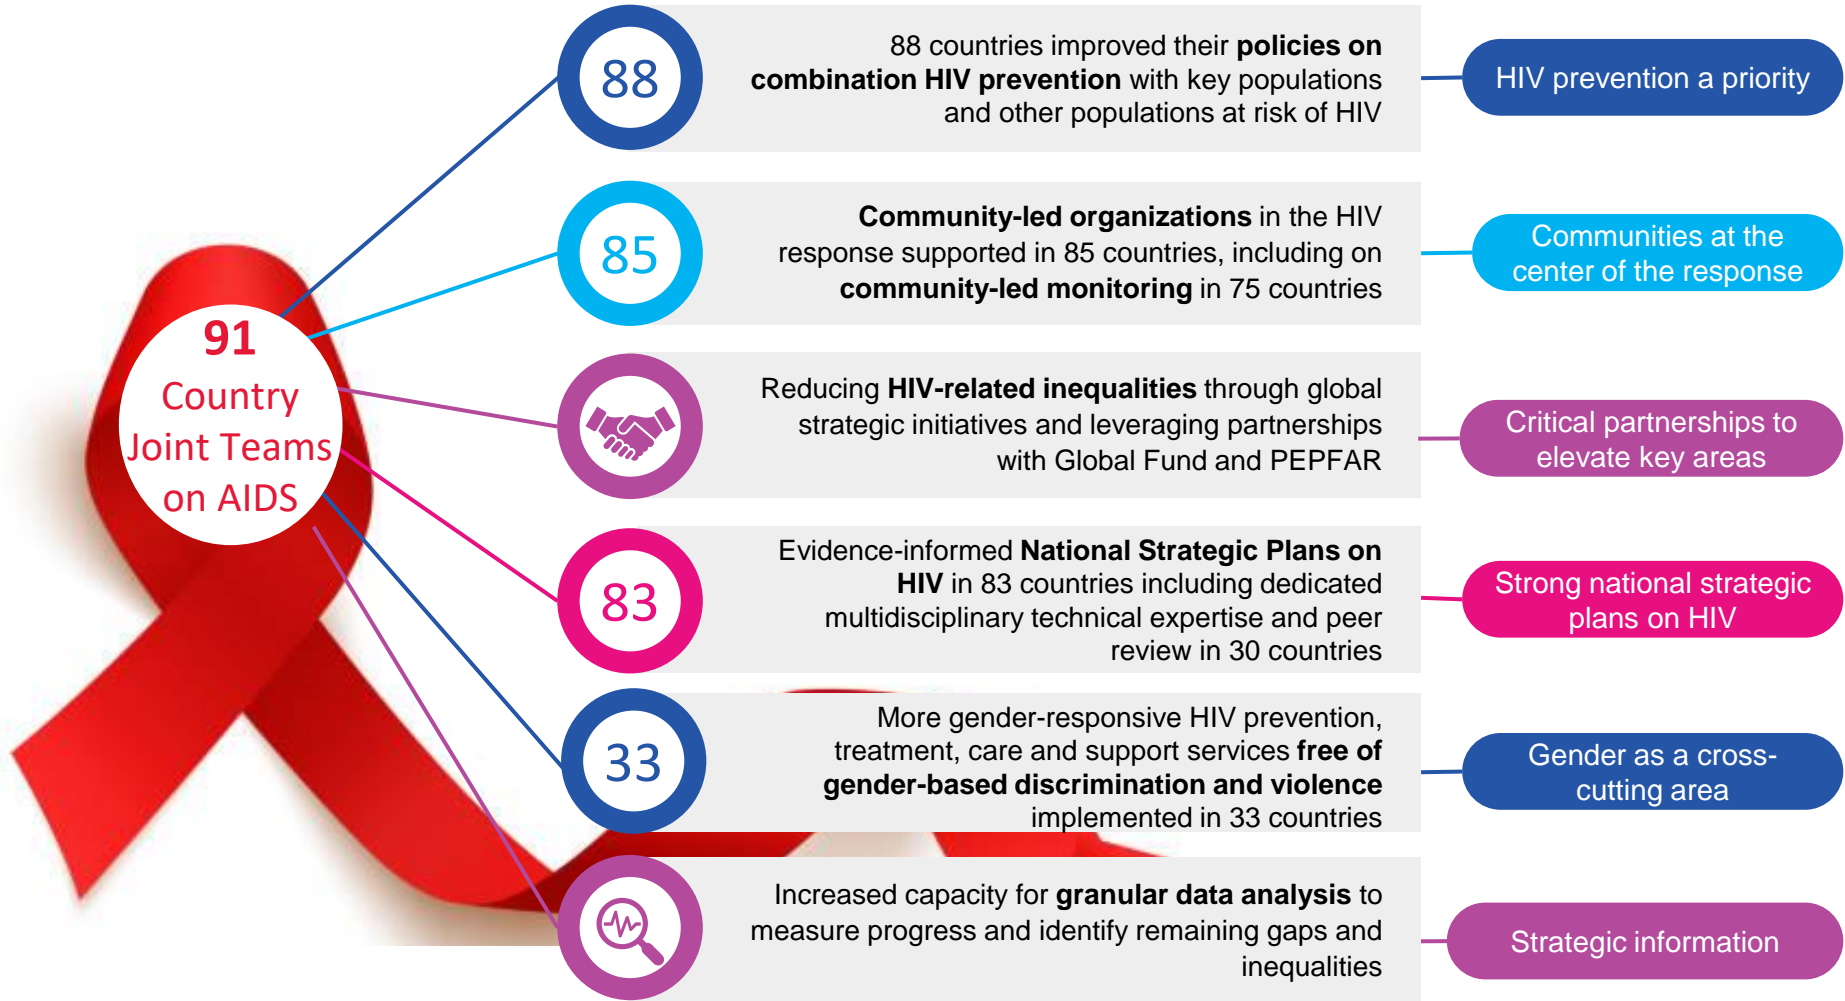 91
Country
Joint Teams
on AIDS
88
88 countries improved their policies on
combination HIV prevention with key populations
and other populations at risk of HIV
HIV prevention a priority
85
Community-led organizations in the HIV
response supported in 85 countries, including on
community-led monitoring in 75 countries
Communities at the
center of the response
Reducing HIV-related inequalities through global
strategic initiatives and leveraging partnerships
with Global Fund and PEPFAR
Critical partnerships to
elevate key areas
83
Evidence-informed National Strategic Plans on
HIV in 83 countries including dedicated
multidisciplinary technical expertise and peer
review in 30 countries
Strong national strategic
plans on HIV
33
More gender-responsive HIV prevention,
treatment, care and support services free of
gender-based discrimination and violence
implemented in 33 countries
Gender as a cross-
cutting area
Increased capacity for granular data analysis to
measure progress and identify remaining gaps and
inequalities
Strategic information